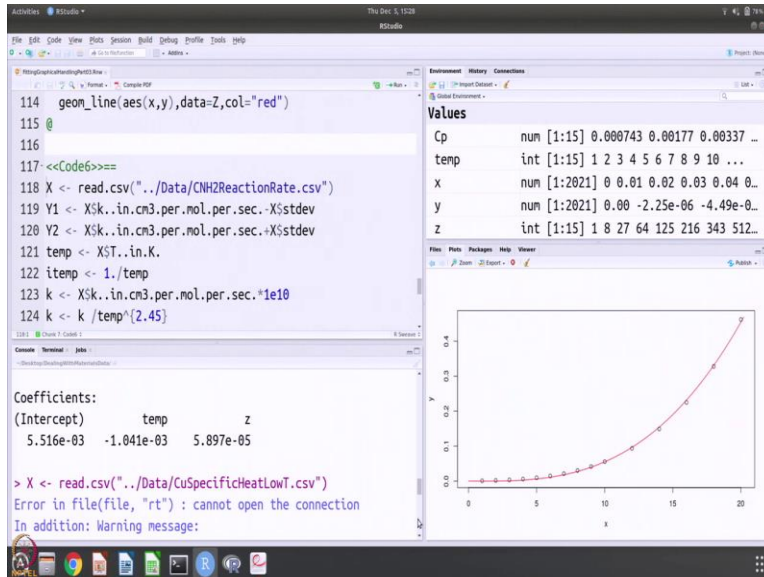 Activities RStudio Thu Dec 3, 15:28
RStudio
File Edit Code View Plots Session Build Debug Profile Tools Help
Go to file/function Addins
fittingGraphicalHandlingPart03.Rnw
Format Compile PDF Run
114 geom_line(aes(x,y),data=Z,col="red")
115 @
116
117 <<Code6>>==
118 X <- read.csv("../Data/CNH2ReactionRate.csv")
119 Y1 <- X$k..in.cm3.per.mol.per.sec.-X$stdev
120 Y2 <- X$k..in.cm3.per.mol.per.sec.+X$stdev
121 temp <- X$T..in.K.
122 itemp <- 1./temp
123 k <- X$k..in.cm3.per.mol.per.sec.*1e10
124 k <- k /temp^{2.45}
Chunk 7: Code6 R Sweave
Console Terminal Jobs
Coefficients:
(Intercept) temp z
5.516e-03 -1.041e-03 5.897e-05
> X <- read.csv("../Data/CuSpecificHeatLowT.csv")
Error in file(file, "rt") : cannot open the connection
In addition: Warning message:
Environment History Connections
Import Dataset List
Global Environment
Values
Cp num [1:15] 0.000743 0.00177 0.00337 ...
temp int [1:15] 1 2 3 4 5 6 7 8 9 10 ...
x num [1:2021] 0 0.01 0.02 0.03 0.04 0...
y num [1:2021] 0.00 -2.25e-06 -4.49e-0...
z int [1:15] 1 8 27 64 125 216 343 512...
Files Plots Packages Help Viewer
Zoom Export Publish
0.4
0.3
0.2
0.1
0.0
y
0 5 10 15 20
x
NPTEL